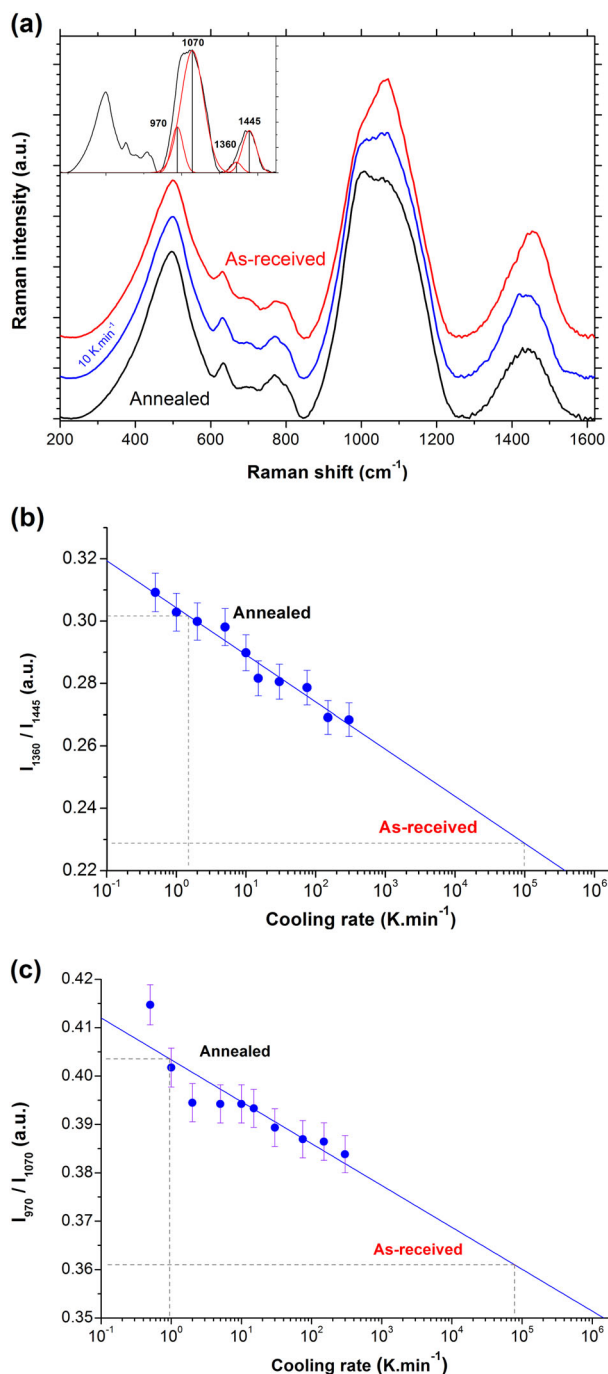 (a)
1070
970
1360
1445
Raman intensity (a.u.)
As-received
10 K.min⁻¹
Annealed
200 400 600 800 1000 1200 1400 1600
Raman shift (cm⁻¹)
(b)
0.32
0.30
0.28
0.26
0.24
0.22
I₁₃₆₀ / I₁₄₄₅ (a.u.)
Annealed
As-received
10⁻¹ 10⁰ 10¹ 10² 10³ 10⁴ 10⁵ 10⁶
Cooling rate (K.min⁻¹)
(c)
0.42
0.41
0.40
0.39
0.38
0.37
0.36
0.35
I₉₇₀ / I₁₀₇₀ (a.u.)
Annealed
As-received
10⁻¹ 10⁰ 10¹ 10² 10³ 10⁴ 10⁵ 10⁶
Cooling rate (K.min⁻¹)